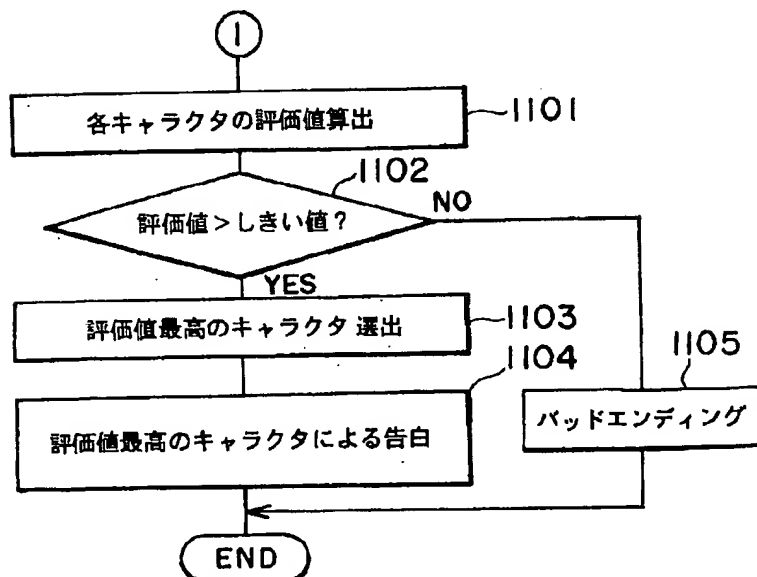 1
各キャラクタの評価値算出
1101
1102
評価値>しきい値?
NO
YES
評価値最高のキャラクタ 選出
1103
1104
評価値最高のキャラクタによる告白
1105
バッドエンディング
END